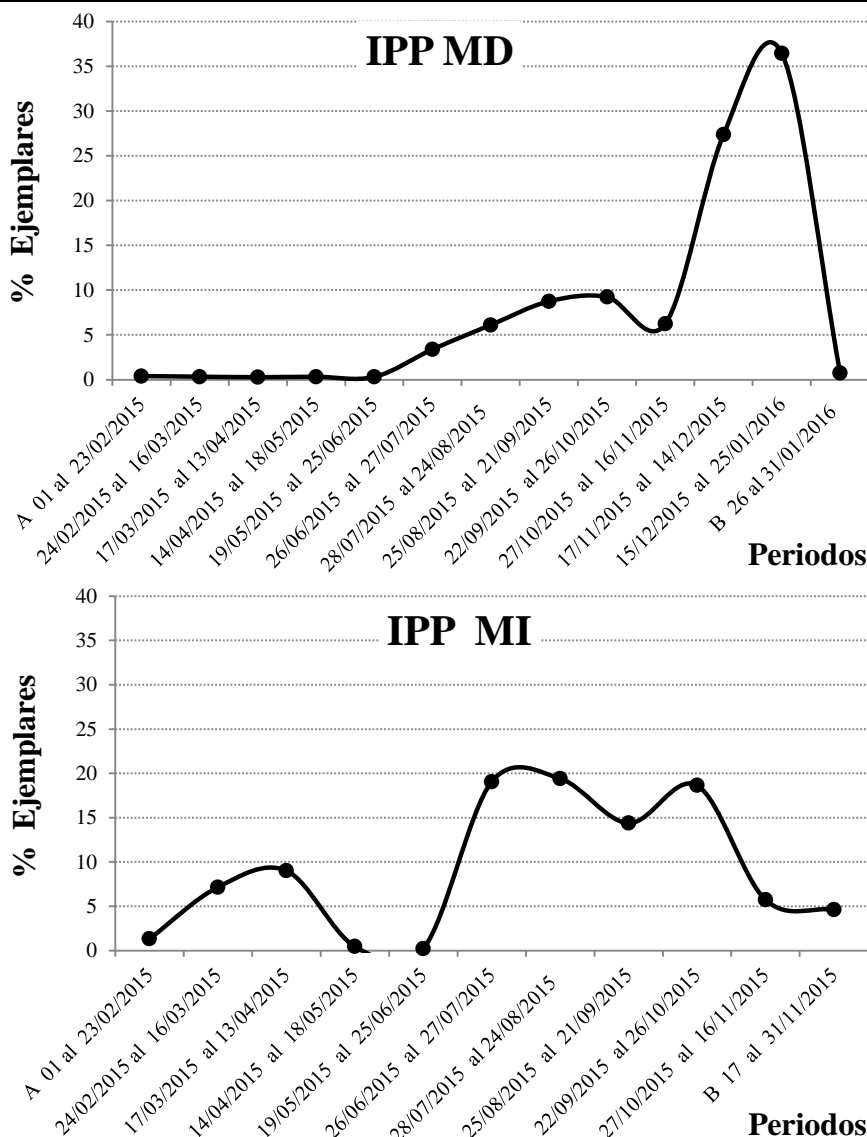 IPP MD
% Ejemplares
40
35
30
25
20
15
10
5
0
A 01 al 23/02/2015
24/02/2015 al 16/03/2015
17/03/2015 al 13/04/2015
14/04/2015 al 18/05/2015
19/05/2015 al 25/06/2015
26/06/2015 al 27/07/2015
28/07/2015 al 24/08/2015
25/08/2015 al 21/09/2015
22/09/2015 al 26/10/2015
27/10/2015 al 16/11/2015
17/11/2015 al 14/12/2015
15/12/2015 al 25/01/2016
B 26 al 31/01/2016
Periodos
IPP MI
% Ejemplares
40
35
30
25
20
15
10
5
0
A 01 al 23/02/2015
24/02/2015 al 16/03/2015
17/03/2015 al 13/04/2015
14/04/2015 al 18/05/2015
19/05/2015 al 25/06/2015
26/06/2015 al 27/07/2015
28/07/2015 al 24/08/2015
25/08/2015 al 21/09/2015
22/09/2015 al 26/10/2015
27/10/2015 al 16/11/2015
B 17 al 31/11/2015
Periodos